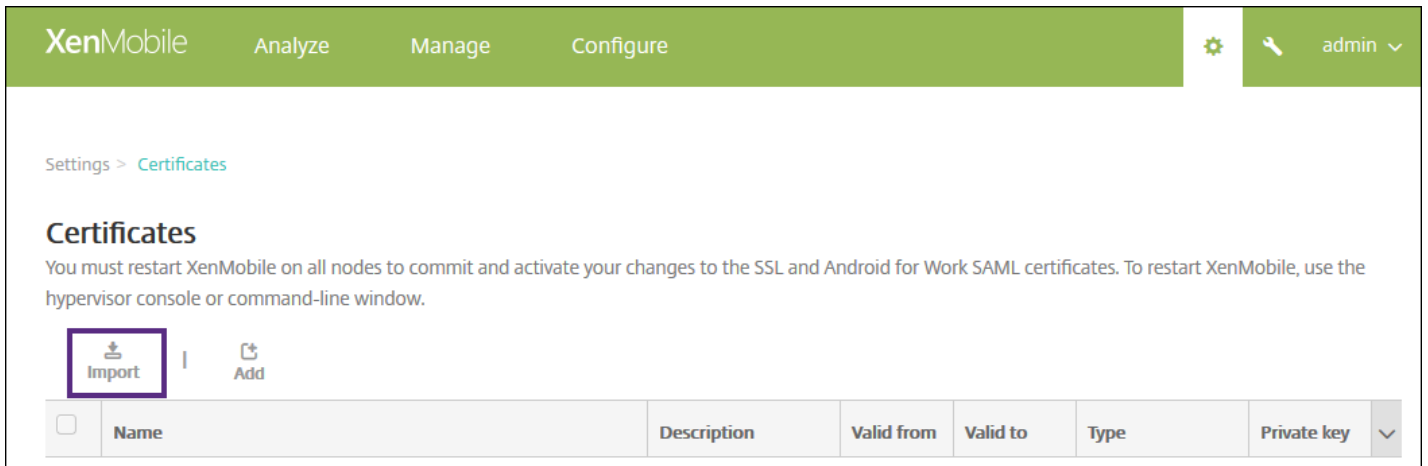 XenMobile Analyze Manage Configure admin
Settings > Certificates
Certificates
You must restart XenMobile on all nodes to commit and activate your changes to the SSL and Android for Work SAML certificates. To restart XenMobile, use the
hypervisor console or command-line window.
Import | Add
Name Description Valid from Valid to Type Private key